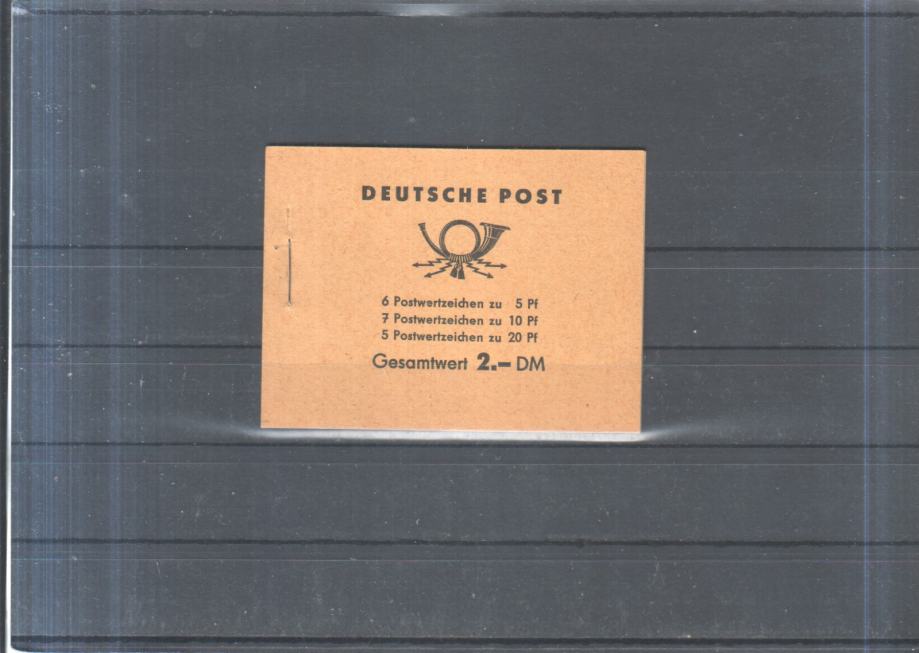 DEUTSCHE POST
6 Postwertzeichen zu 5 Pf
7 Postwertzeichen zu 10 Pf
5 Postwertzeichen zu 20 Pf
Gesamtwert 2.– DM